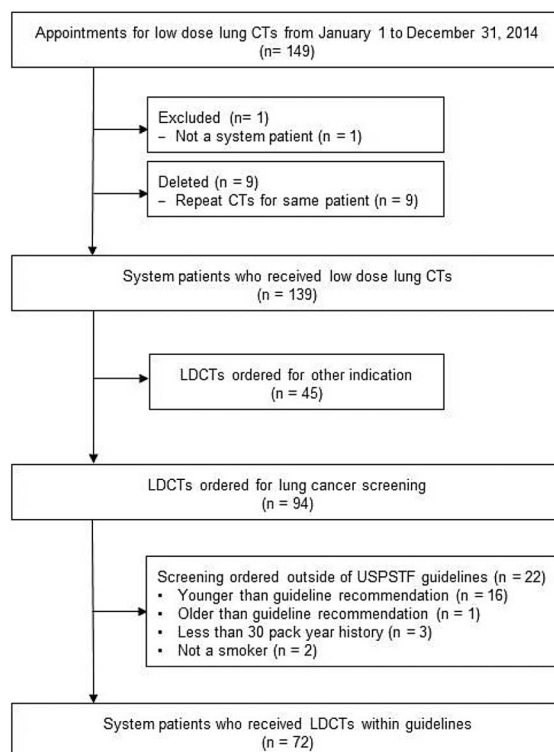 Appointments for low dose lung CTs from January 1 to December 31, 2014
(n= 149)
Excluded (n= 1)
– Not a system patient (n = 1)
Deleted (n = 9)
– Repeat CTs for same patient (n = 9)
System patients who received low dose lung CTs
(n = 139)
LDCTs ordered for other indication
(n = 45)
LDCTs ordered for lung cancer screening
(n = 94)
Screening ordered outside of USPSTF guidelines (n = 22)
• Younger than guideline recommendation (n = 16)
• Older than guideline recommendation (n = 1)
• Less than 30 pack year history (n = 3)
• Not a smoker (n = 2)
System patients who received LDCTs within guidelines
(n = 72)